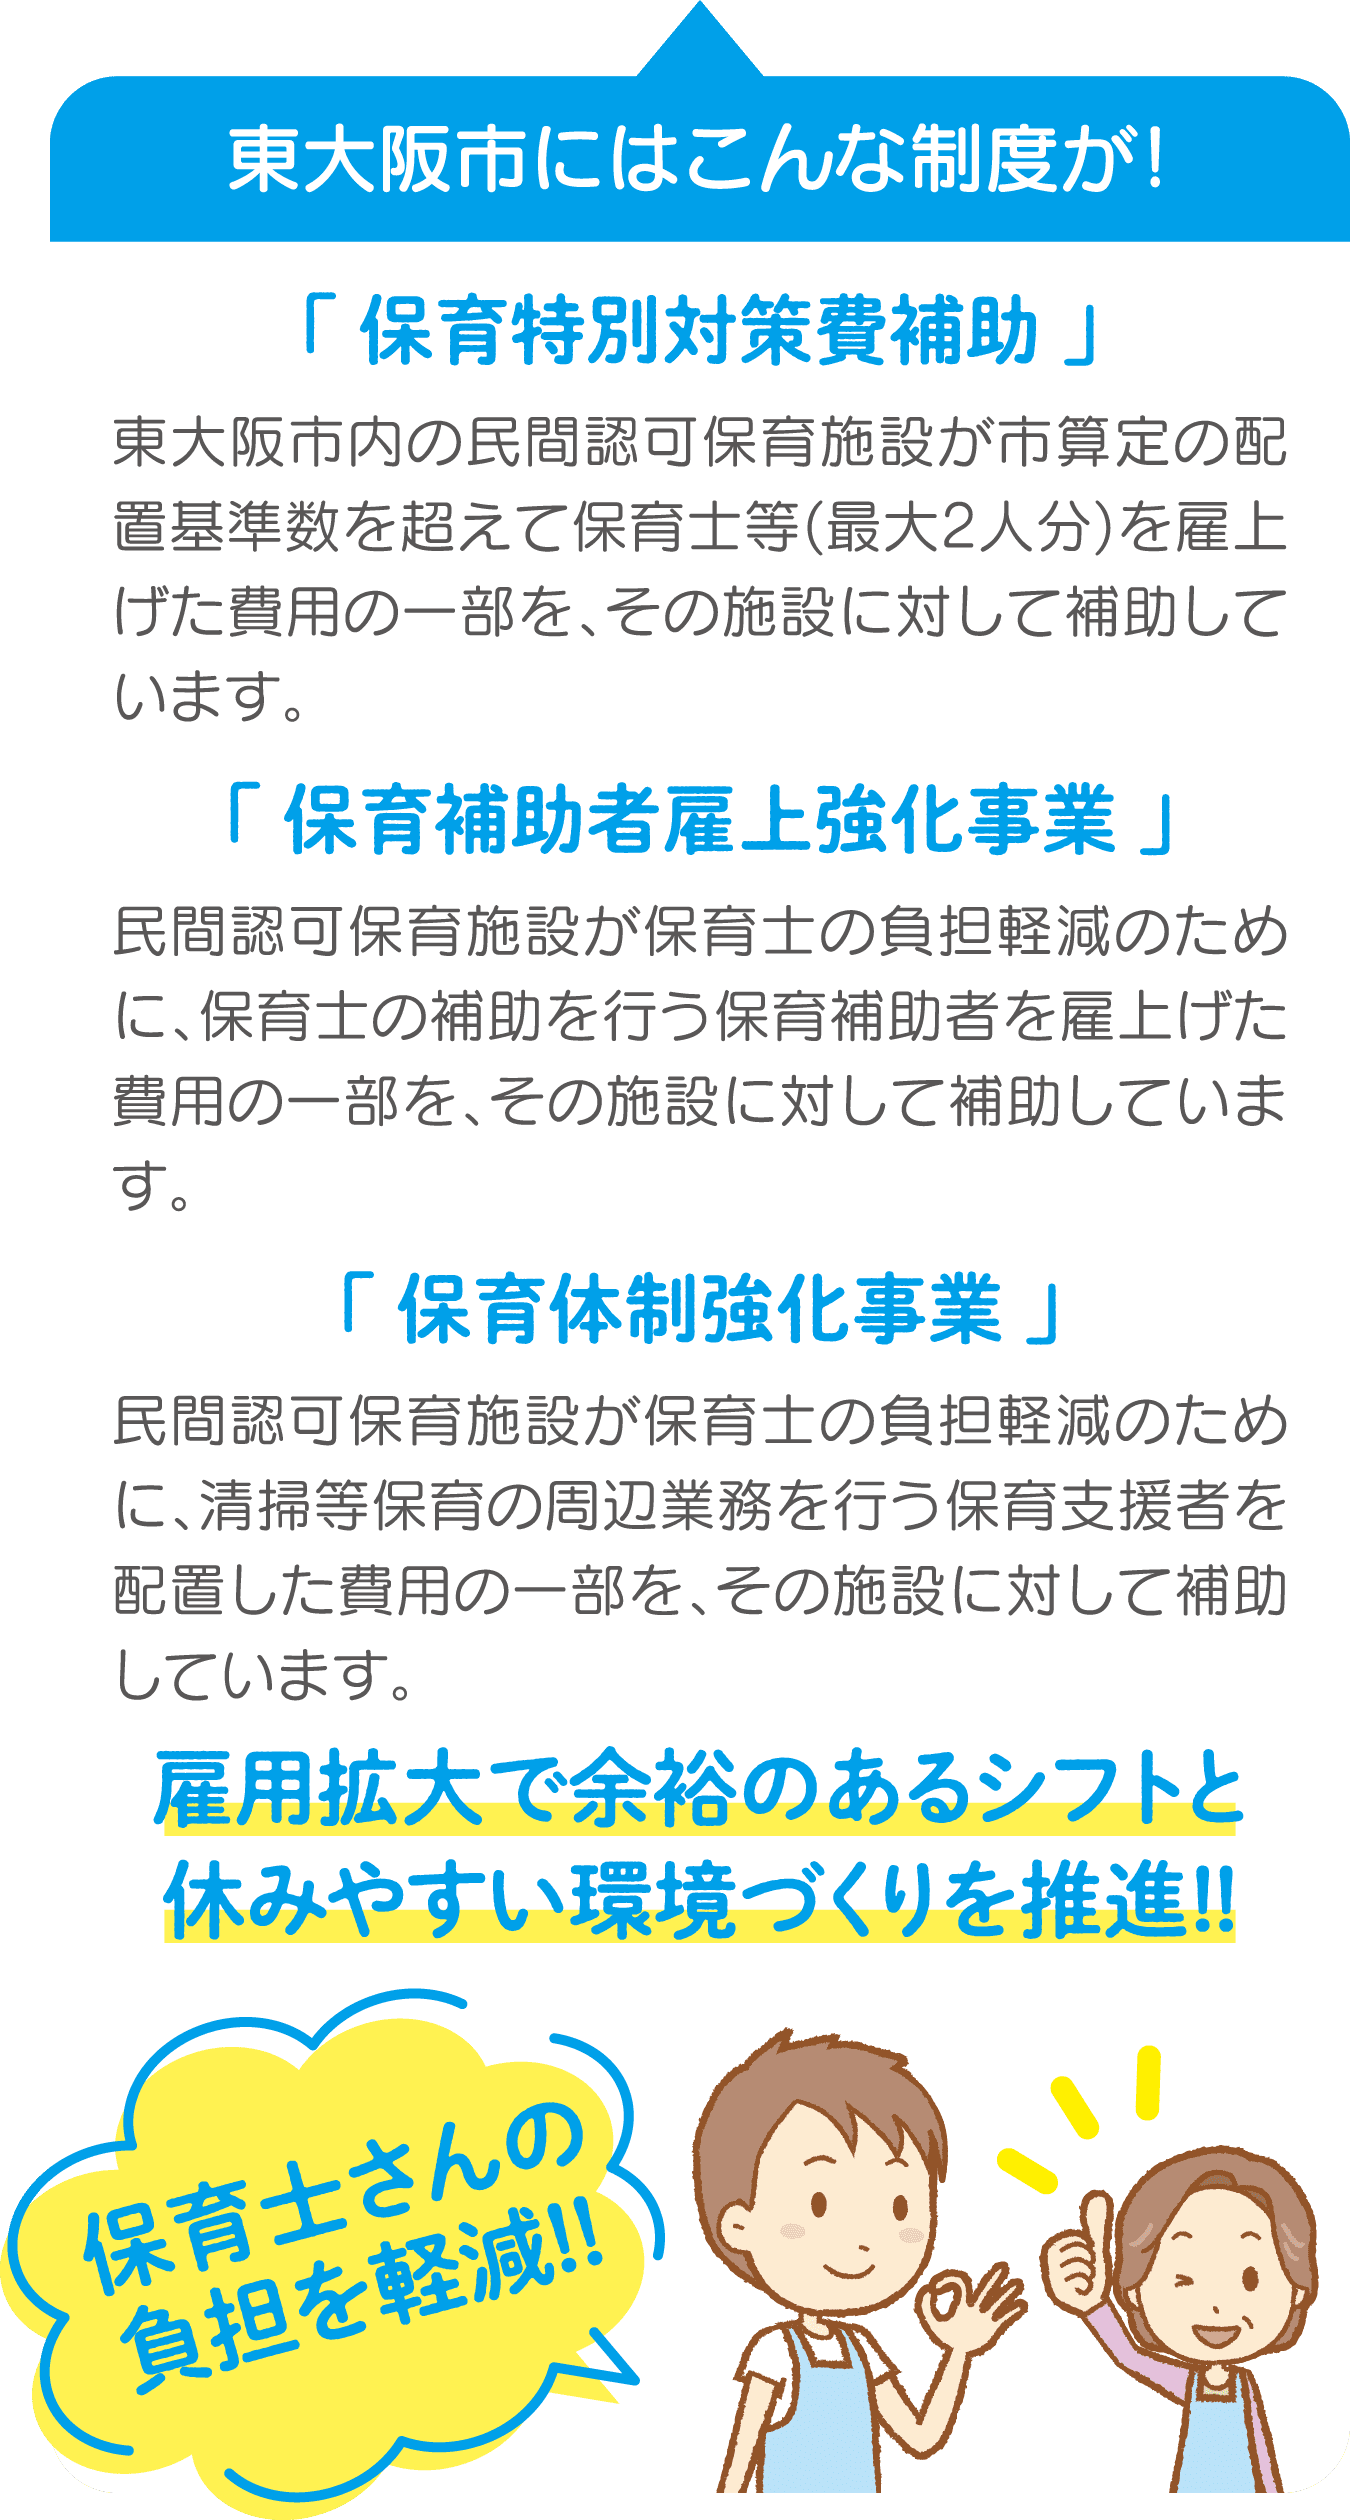 東大阪市にはこんな制度が!
「保育特別対策費補助」
東大阪市内の民間認可保育施設が市算定の配
置基準数を超えて保育士等(最大2人分)を雇上
げた費用の一部を、その施設に対して補助して
います。
「保育補助者雇上強化事業」
民間認可保育施設が保育士の負担軽減のため
に、保育士の補助を行う保育補助者を雇上げた
費用の一部を、その施設に対して補助していま
す。
「保育体制強化事業」
民間認可保育施設が保育士の負担軽減のため
に、清掃等保育の周辺業務を行う保育支援者を
配置した費用の一部を、その施設に対して補助
しています。
雇用拡大で余裕のあるシフトと
休みやすい環境づくりを推進!!
保育士さんの
負担を軽減!!